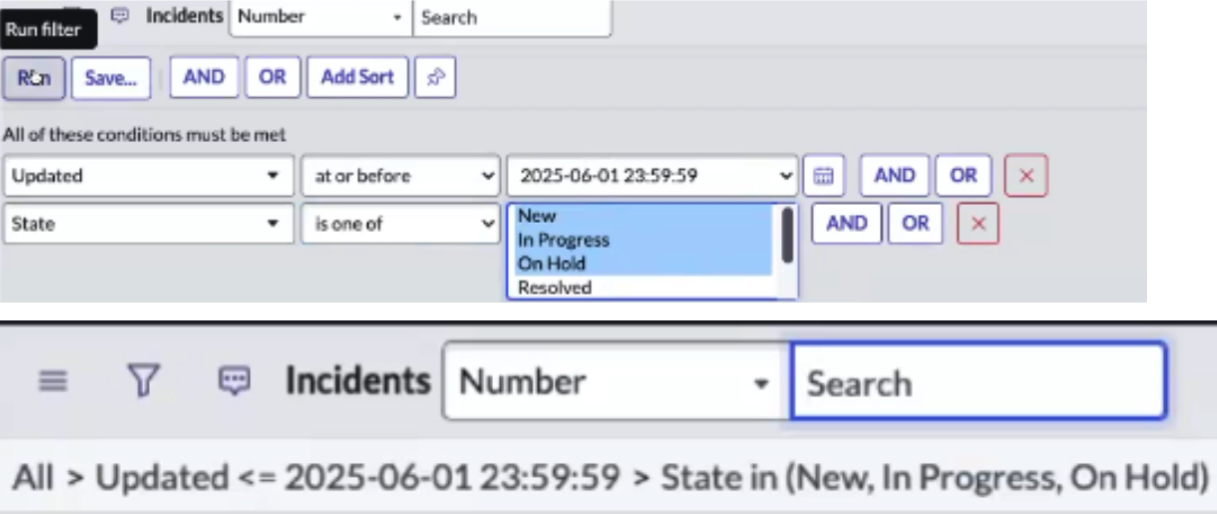 Run filter
Incidents Number Search
Run Save... AND OR Add Sort
All of these conditions must be met
Updated at or before 2025-06-01 23:59:59 AND OR
State is one of New AND OR
In Progress
On Hold
Resolved
Incidents Number Search
All > Updated <= 2025-06-01 23:59:59 > State in (New, In Progress, On Hold)